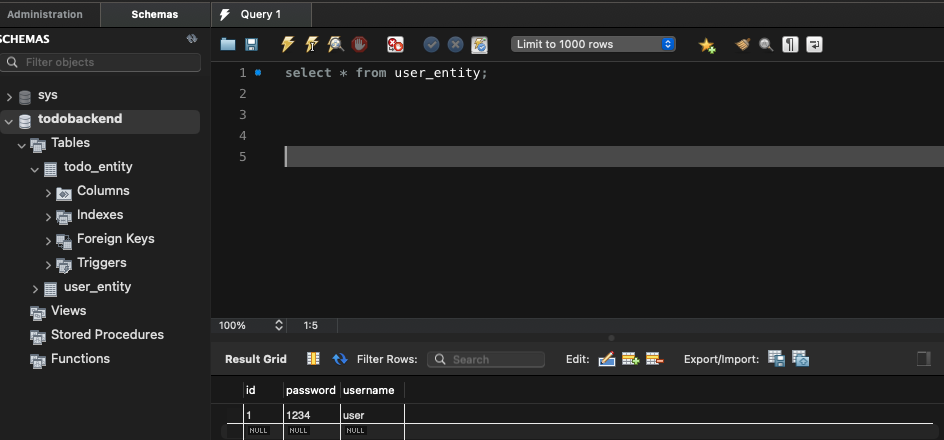 Administration
Schemas
Query 1
SCHEMAS
Filter objects
sys
todobackend
Tables
todo_entity
Columns
Indexes
Foreign Keys
Triggers
user_entity
Views
Stored Procedures
Functions
Limit to 1000 rows
1 select * from user_entity;
2
3
4
5
100% 1:5
Result Grid Filter Rows: Search Edit: Export/Import:
id password username
1 1234 user
NULL NULL NULL